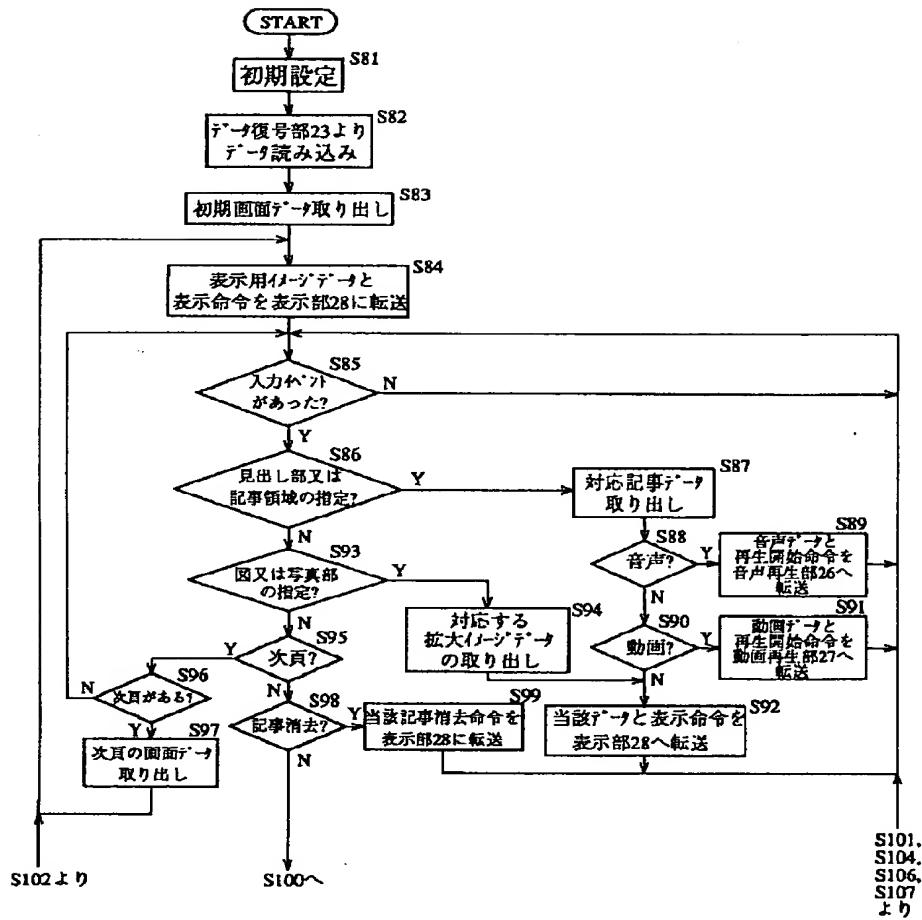 START
S81
初期設定
S82
データ復号部23より
データ読み込み
S83
初期画面データ取り出し
S84
表示用イメージデータと
表示命令を表示部28に転送
S85
入力イベント
があった?
N
Y
S86
見出し部又は
記事領域の指定?
Y
N
S87
対応記事データ
取り出し
S88
音声?
Y
N
S89
音声データと
再生開始命令を
音声再生部26へ
転送
S90
動画?
Y
N
S91
動画データと
再生開始命令を
動画再生部27へ
転送
S92
当該データと表示命令を
表示部28へ転送
S93
図又は写真部
の指定?
Y
N
S94
対応する
拡大イメージデータ
の取り出し
S95
次頁?
Y
N
S96
次頁がある?
N
Y
S97
次頁の画面データ
取り出し
S98
記事消去?
Y
N
S99
当該記事消去命令を
表示部28に転送
S102より
S100へ
S101.
S104.
S106.
S107
より